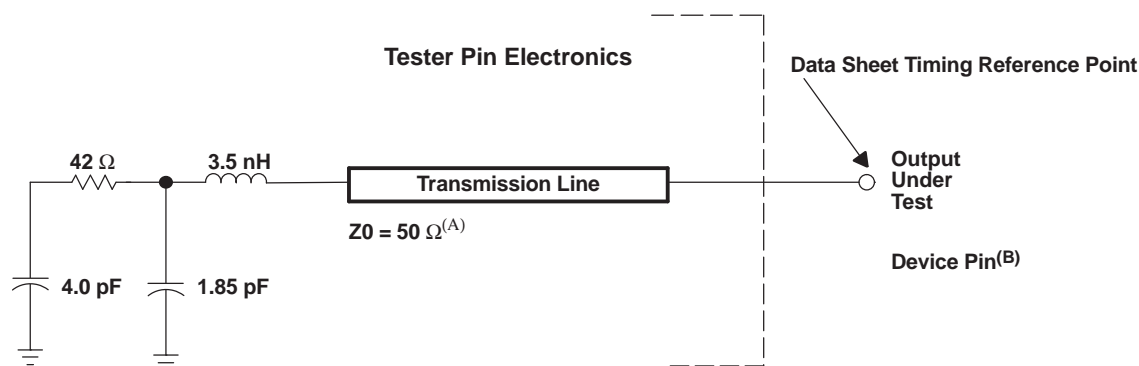 Tester Pin Electronics
Data Sheet Timing Reference Point
42 Ω
3.5 nH
Transmission Line
Output
Under
Test
Z0 = 50 Ω(A)
Device Pin(B)
4.0 pF
1.85 pF